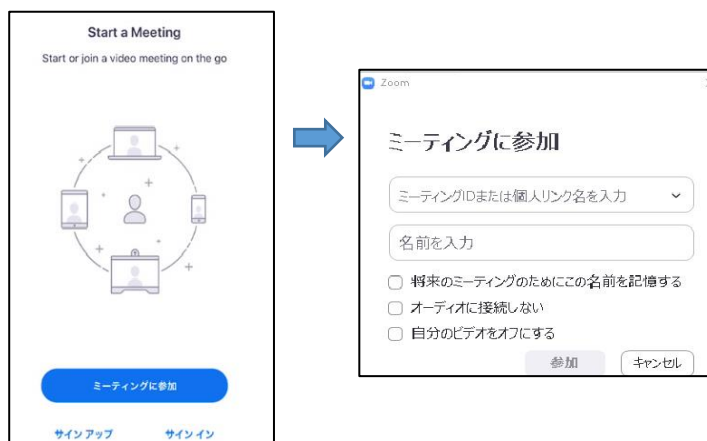 Start a Meeting
Start or join a video meeting on the go
ミーティングに参加
サインアップ サインイン
Zoom
ミーティングに参加
ミーティングIDまたは個人リンク名を入力
名前を入力
将来のミーティングのためにこの名前を記憶する
オーディオに接続しない
自分のビデオをオフにする
参加 キャンセル